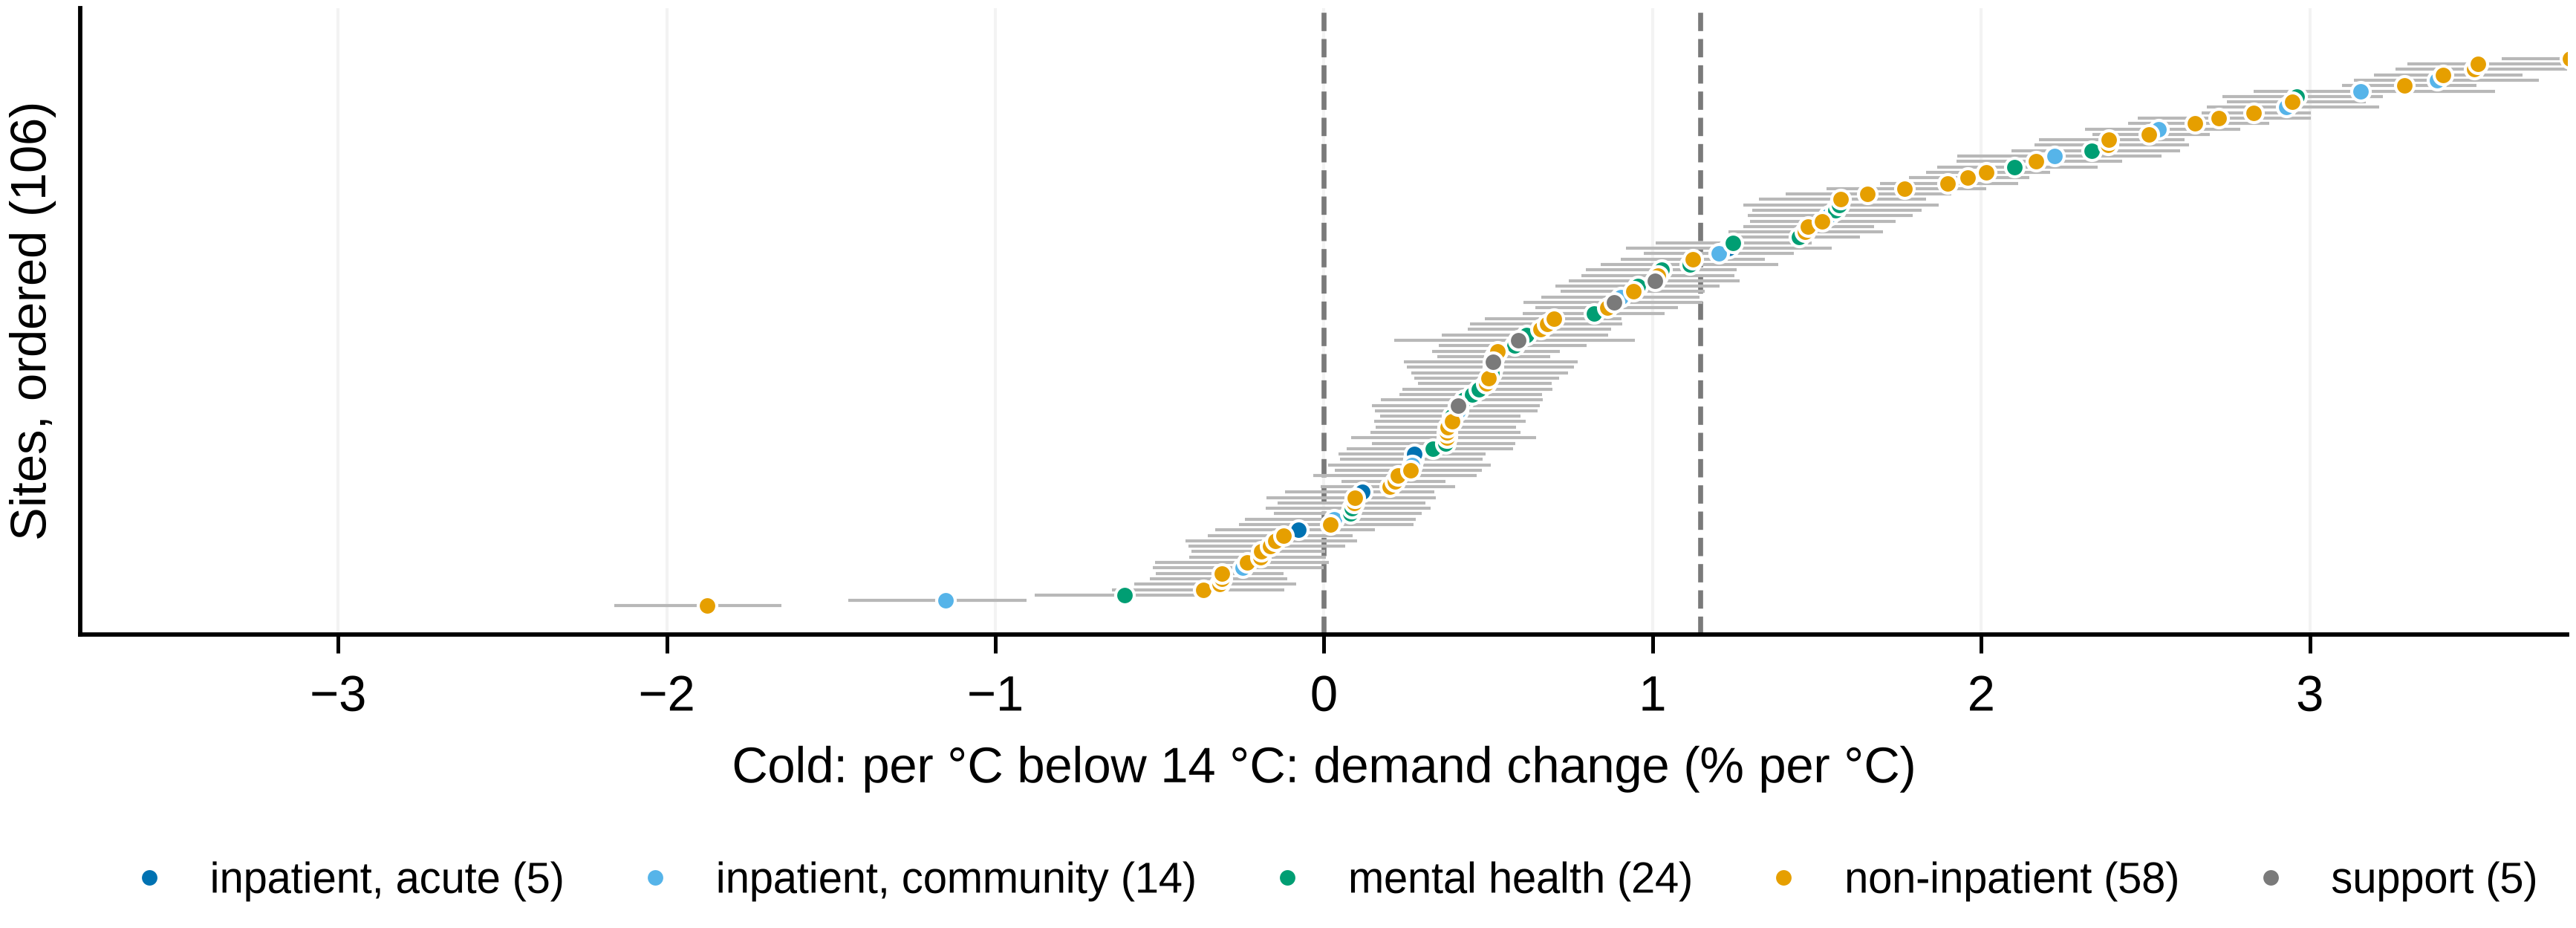 Sites, ordered (106)
−3 −2 −1 0 1 2 3
Cold: per °C below 14 °C: demand change (% per °C)
inpatient, acute (5) inpatient, community (14) mental health (24) non-inpatient (58) support (5)